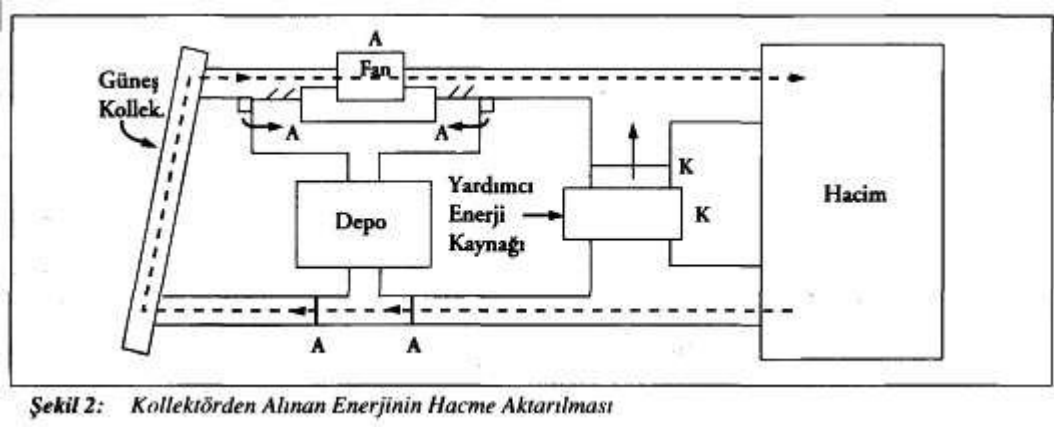 A
Fan
Güneş
Kollek.
A
A
Depo
Yardımcı
Enerji
Kaynağı
K
K
Hacim
A
A
Şekil 2: Kollektörden Alınan Enerjinin Hacme Aktarılması